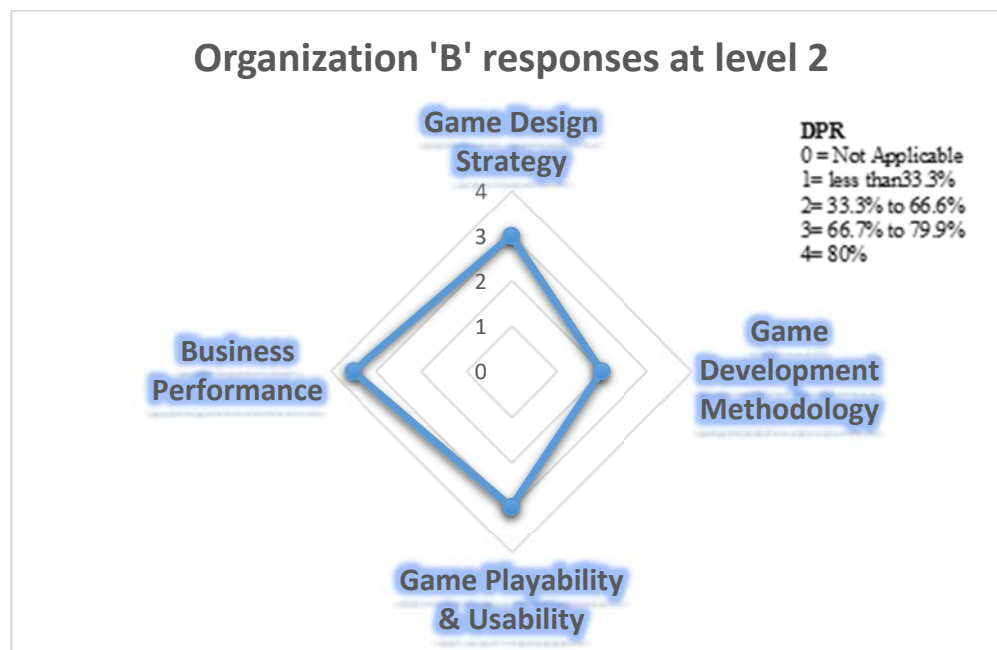 Organization 'B' responses at level 2
Game Design
Strategy
DPR
0 = Not Applicable
1= less than33.3%
2= 33.3% to 66.6%
3= 66.7% to 79.9%
4= 80%
4
3
2
1
0
Business
Performance
Game
Development
Methodology
Game Playability
& Usability